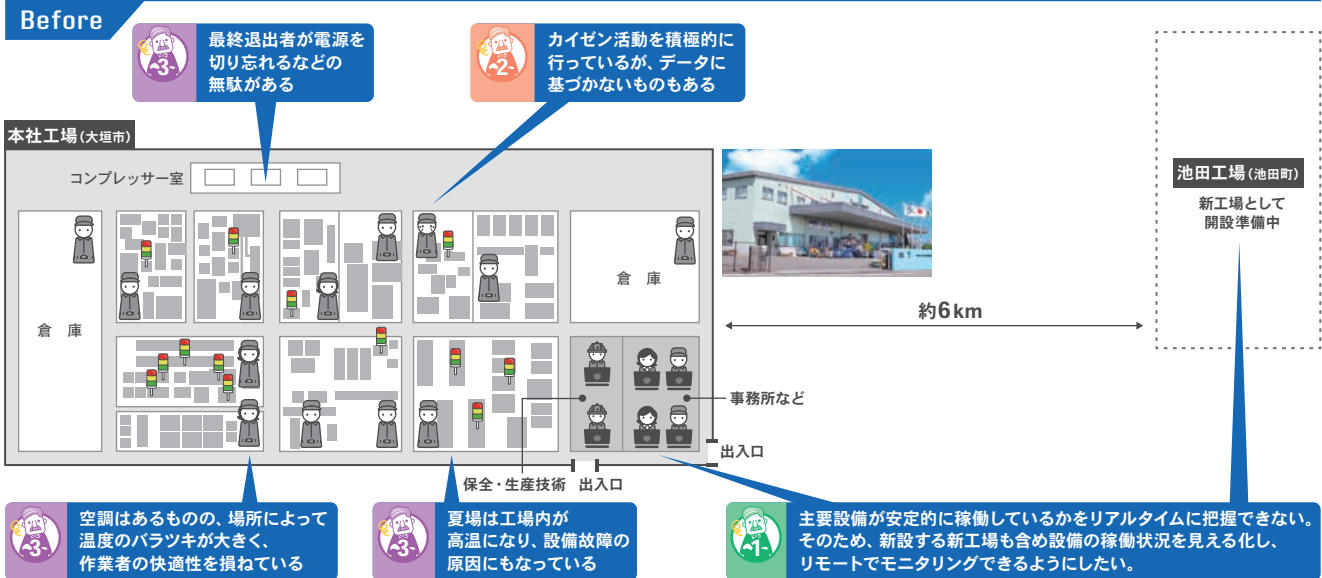 Before
~3~
最終退出者が電源を
切り忘れるなどの
無駄がある
~2~
カイゼン活動を積極的に
行っているが、データに
基づかないものもある
本社工場(大垣市)
コンプレッサー室
倉 庫
倉 庫
約6km
池田工場(池田町)
新工場として
開設準備中
事務所など
出入口
保全・生産技術
出入口
~3~
空調はあるものの、場所によって
温度のバラツキが大きく、
作業者の快適性を損ねている
~3~
夏場は工場内が
高温になり、設備故障の
原因にもなっている
~1~
主要設備が安定的に稼働しているかをリアルタイムに把握できない。
そのため、新設する新工場も含め設備の稼働状況を見える化し、
リモートでモニタリングできるようにしたい。